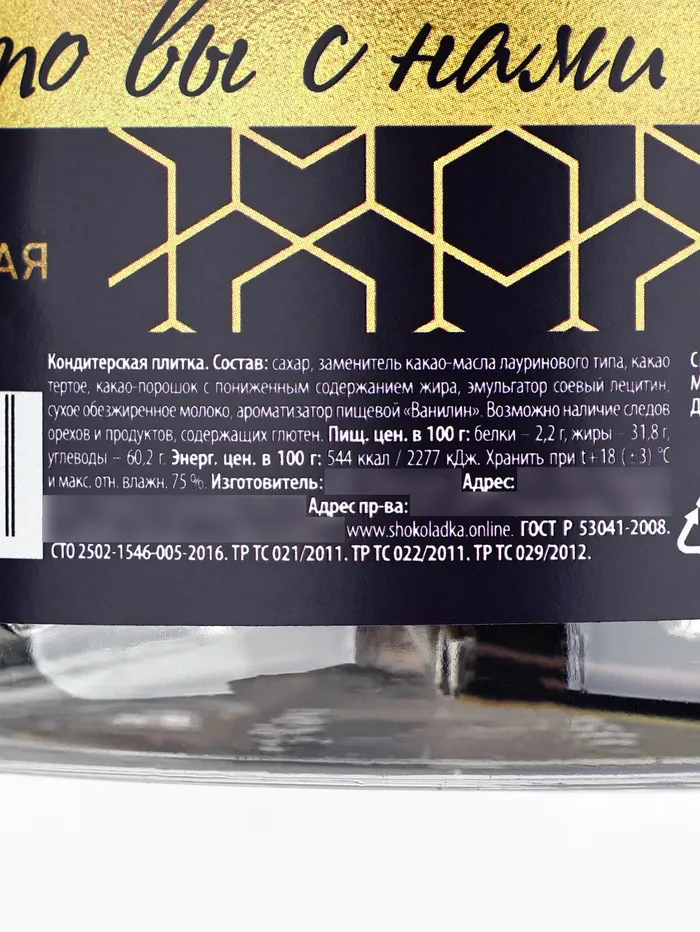 то вы с нами
АЯ
Кондитерская плитка. Состав: сахар, заменитель какао-масла лауринового типа, какао
тертое, какао-порошок с пониженным содержанием жира, эмульгатор соевый лецитин,
сухое обезжиренное молоко, ароматизатор пищевой «Ванилин». Возможно наличие следов
орехов и продуктов, содержащих глютен. Пищ. цен. в 100 г: белки – 2,2 г, жиры – 31,8 г,
углеводы – 60,2 г. Энерг. цен. в 100 г: 544 ккал / 2277 кДж. Хранить при t +18 (±3) °C
и макс. отн. влажн. 75 %. Изготовитель: Адрес:
Адрес пр-ва:
www.shokoladka.online. ГОСТ Р 53041-2008.
СТО 2502-1546-005-2016. ТР ТС 021/2011. ТР ТС 022/2011. ТР ТС 029/2012.